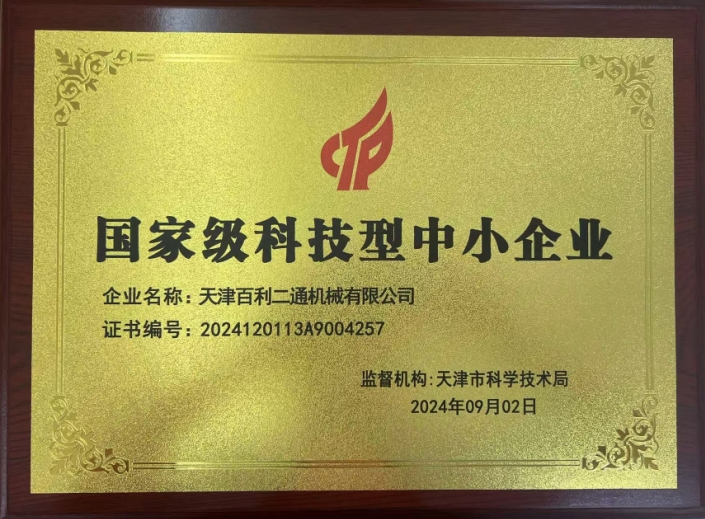 CTP
国家级科技型中小企业
企业名称：天津百利二通机械有限公司
证书编号：2024120113A9004257
监督机构:天津市科学技术局
2024年09月02日